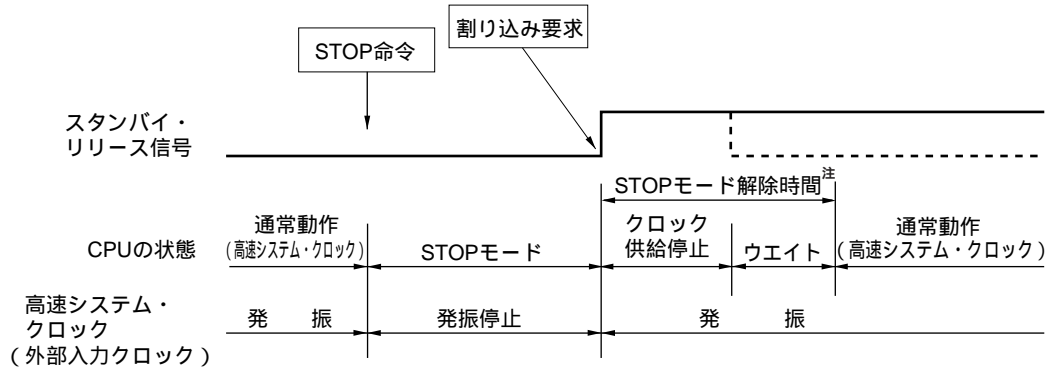 STOP命令
割り込み要求
スタンバイ・
リリース信号
STOPモード解除時間注
CPUの状態
通常動作
(高速システム・クロック)
STOPモード
クロック
供給停止
ウエイト
通常動作
(高速システム・クロック)
高速システム・
クロック
(外部入力クロック)
発 振
発振停止
発 振